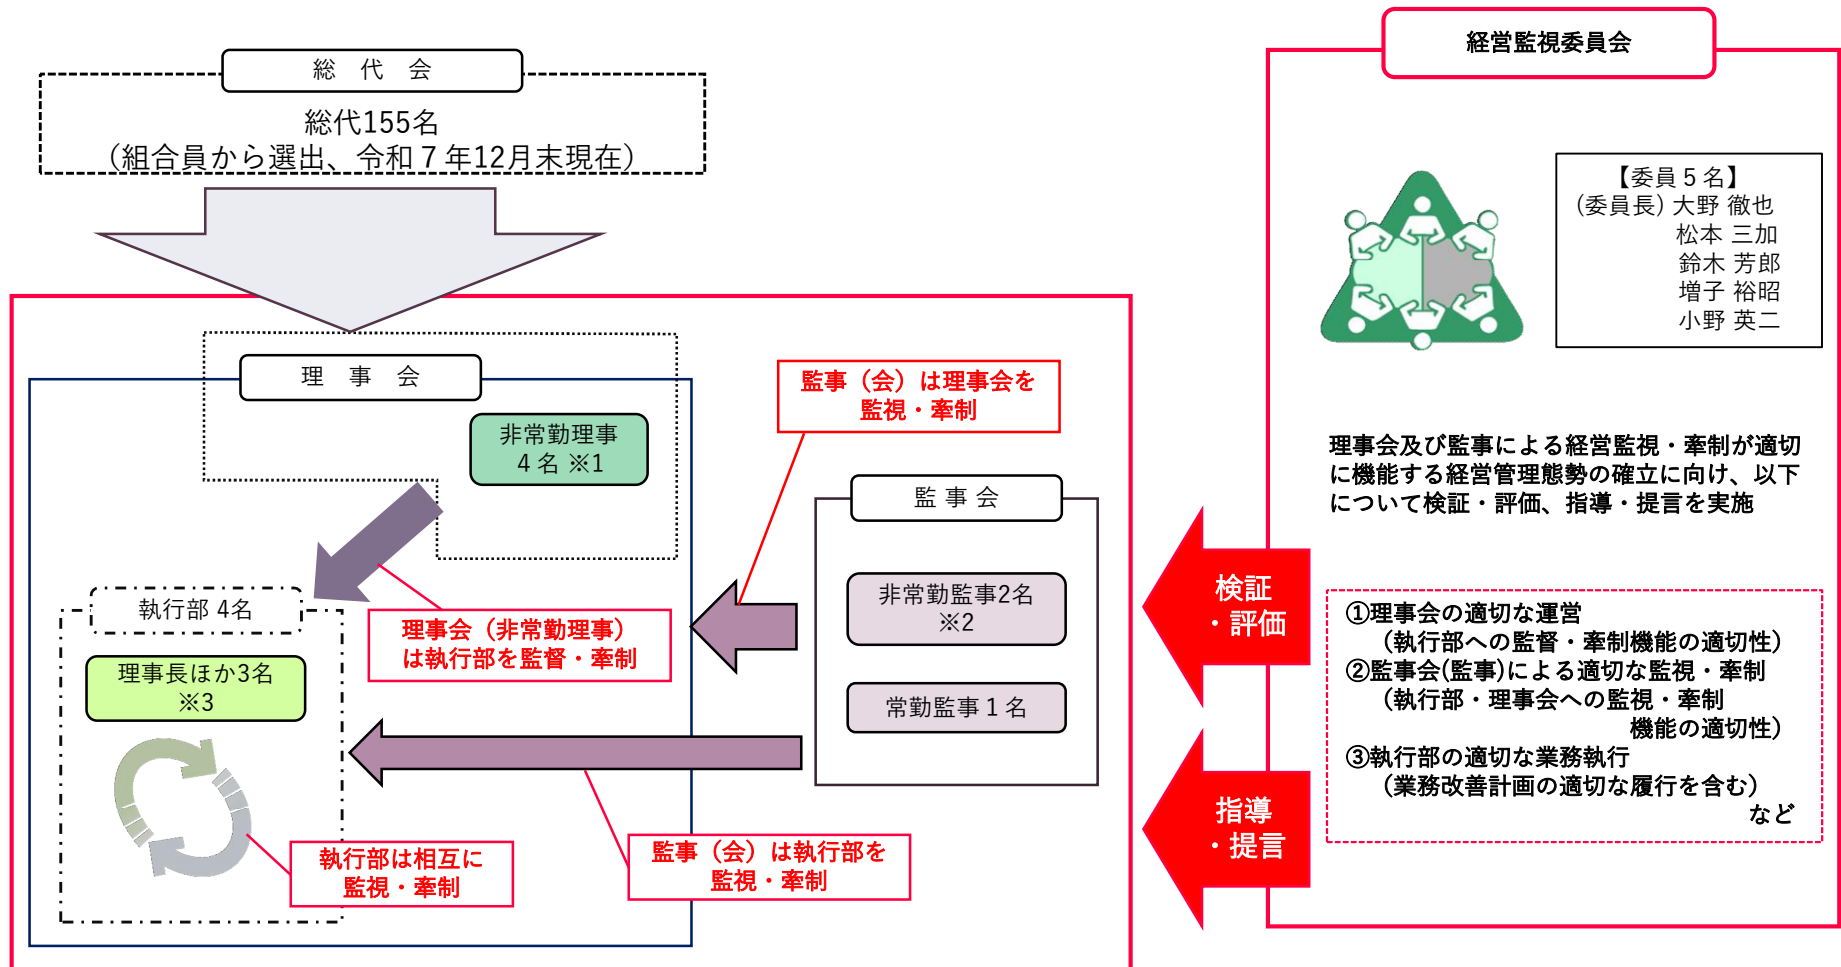 総　代　会
総代155名
（組合員から選出、令和７年12月末現在）
理　事　会
非常勤理事
４名 ※1
執行部 4名
理事長ほか3名
※3
理事会（非常勤理事）
は執行部を監督・牽制
執行部は相互に
監視・牽制
監事（会）は理事会を
監視・牽制
監 事 会
非常勤監事2名
※2
常勤監事１名
監事（会）は執行部を
監視・牽制
検証
・評価
指導
・提言
経営監視委員会
【委員５名】
(委員長) 大野 徹也
松本 三加
鈴木 芳郎
増子 裕昭
小野 英二
理事会及び監事による経営監視・牽制が適切
に機能する経営管理態勢の確立に向け、以下
について検証・評価、指導・提言を実施
①理事会の適切な運営
（執行部への監督・牽制機能の適切性）
②監事会(監事)による適切な監視・牽制
（執行部・理事会への監視・牽制
機能の適切性）
③執行部の適切な業務執行
（業務改善計画の適切な履行を含む）
など